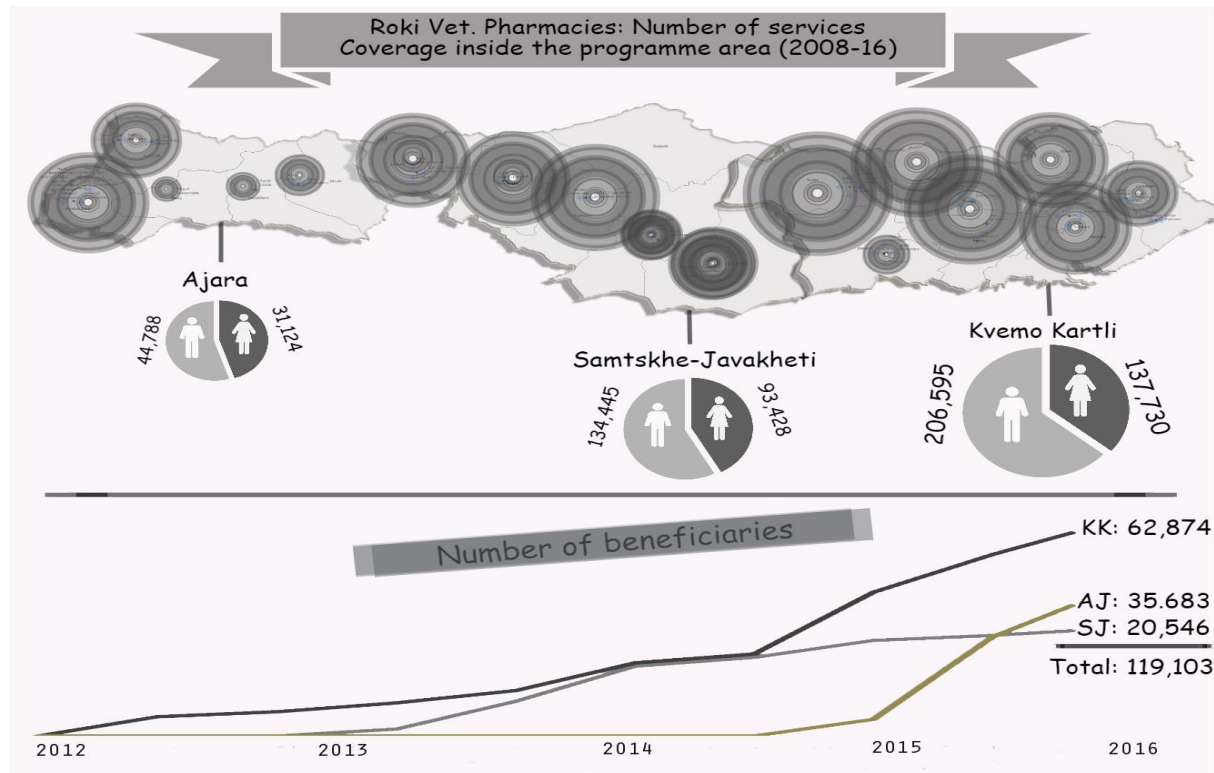 Roki Vet. Pharmacies: Number of services
Coverage inside the programme area (2008-16)
Ajara
44,788
31,124
Samtskhe-Javakheti
134,445
93,428
Kvemo Kartli
206,595
137,730
Number of beneficiaries
KK: 62,874
AJ: 35.683
SJ: 20,546
Total: 119,103
2012
2013
2014
2015
2016